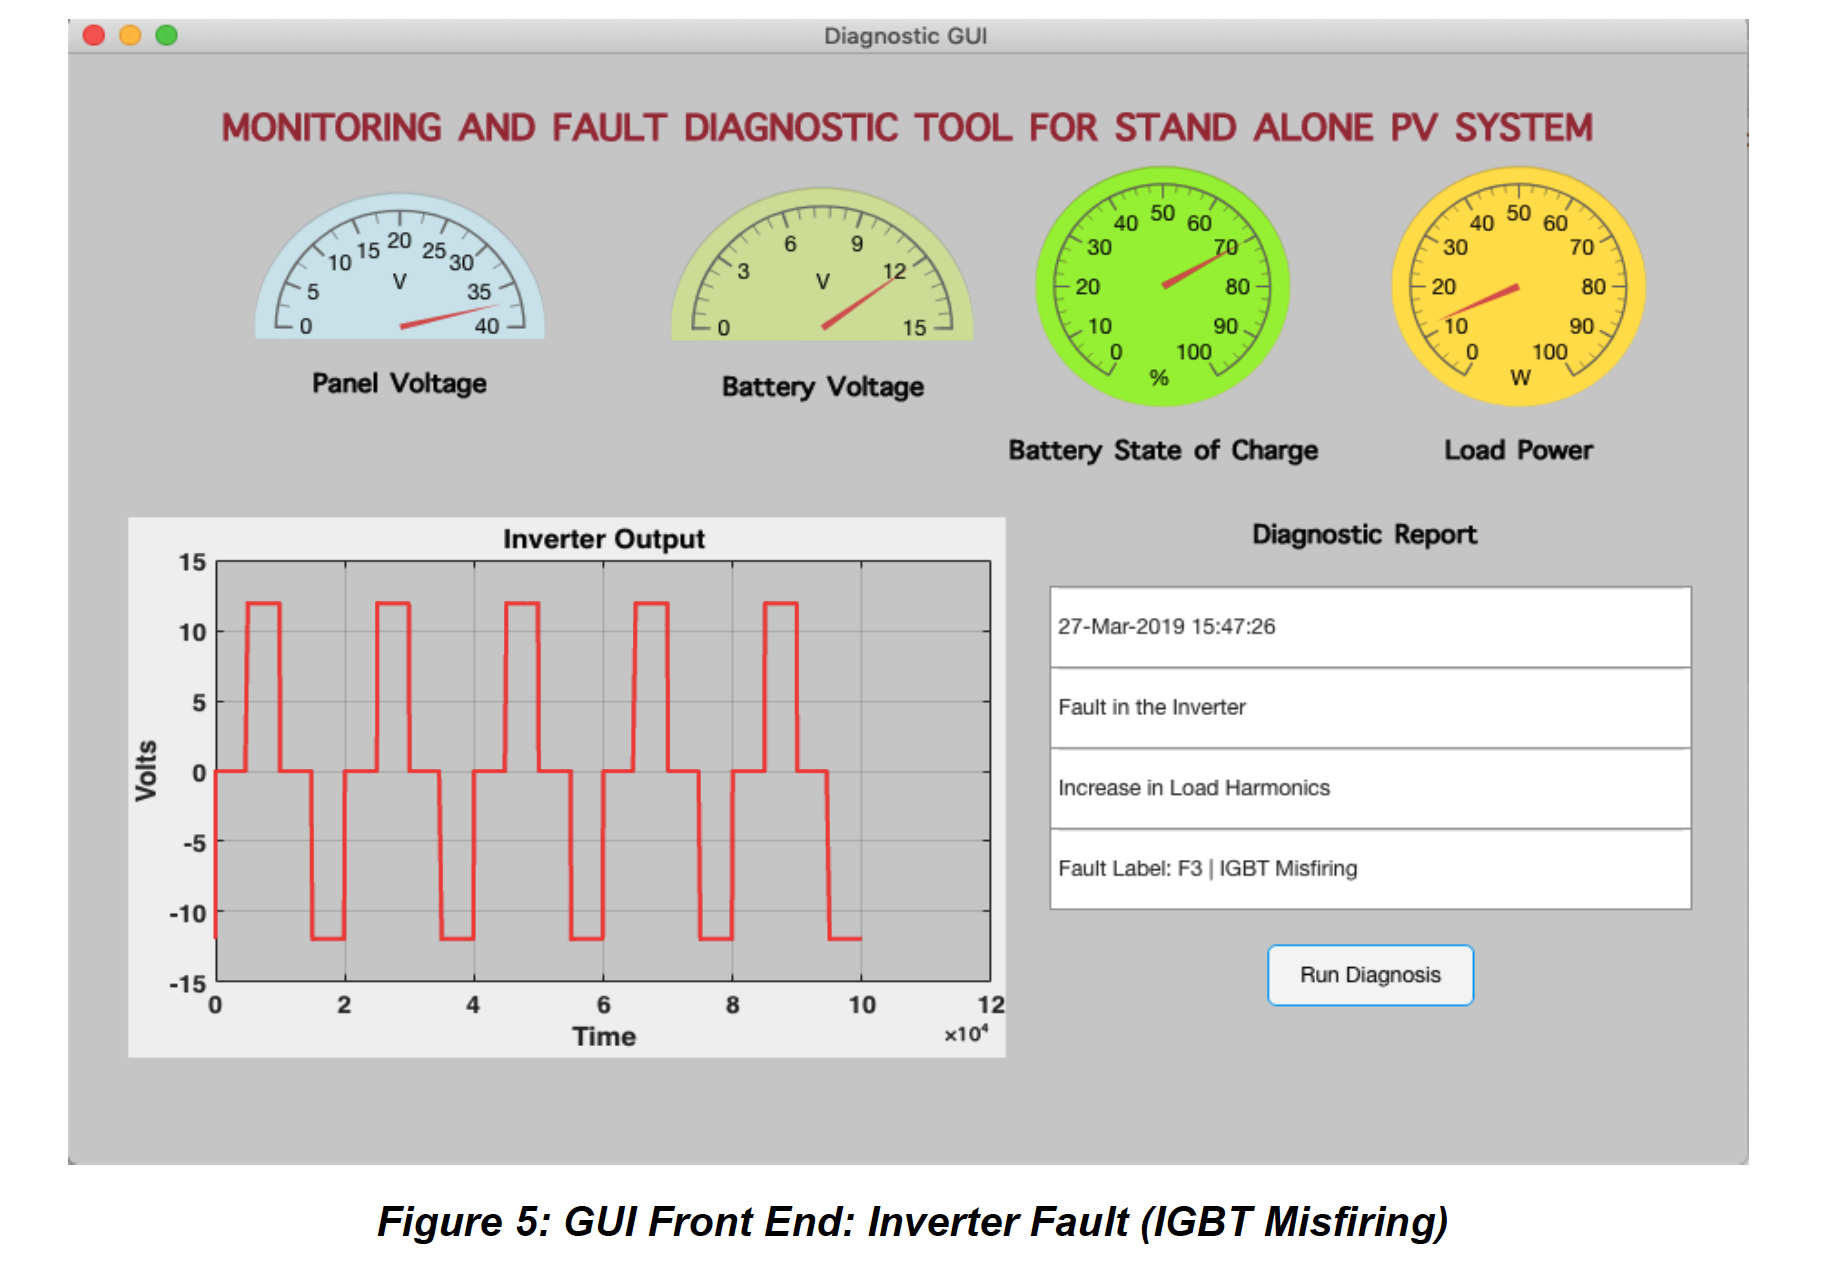 Diagnostic GUI
MONITORING AND FAULT DIAGNOSTIC TOOL FOR STAND ALONE PV SYSTEM
0 5 10 15 20 25 30 35 40
V
Panel Voltage
0 3 6 9 12 15
V
Battery Voltage
0 10 20 30 40 50 60 70 80 90 100
%
Battery State of Charge
0 10 20 30 40 50 60 70 80 90 100
W
Load Power
Inverter Output
15
10
5
0
-5
-10
-15
Volts
0 2 4 6 8 10 12
×10⁴
Time
Diagnostic Report
27-Mar-2019 15:47:26
Fault in the Inverter
Increase in Load Harmonics
Fault Label: F3 | IGBT Misfiring
Run Diagnosis
Figure 5: GUI Front End: Inverter Fault (IGBT Misfiring)